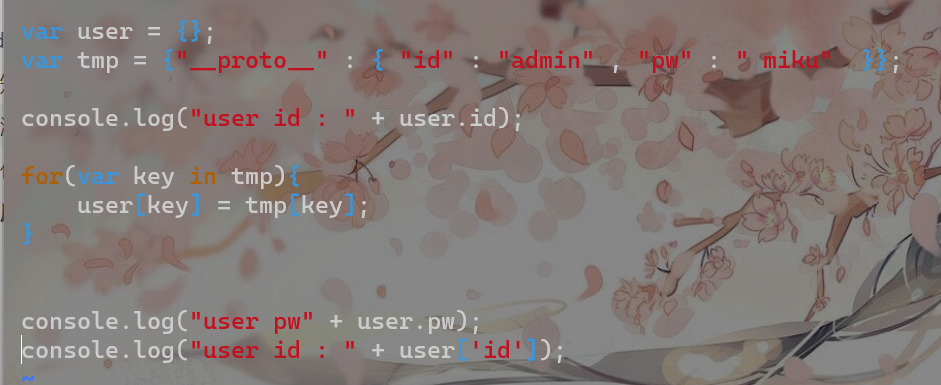 var user = {};
var tmp = {"__proto__" : { "id" : "admin" , "pw" : " miku" }};
console.log("user id : " + user.id);
for(var key in tmp){
    user[key] = tmp[key];
}
console.log("user pw" + user.pw);
console.log("user id : " + user['id']);
~